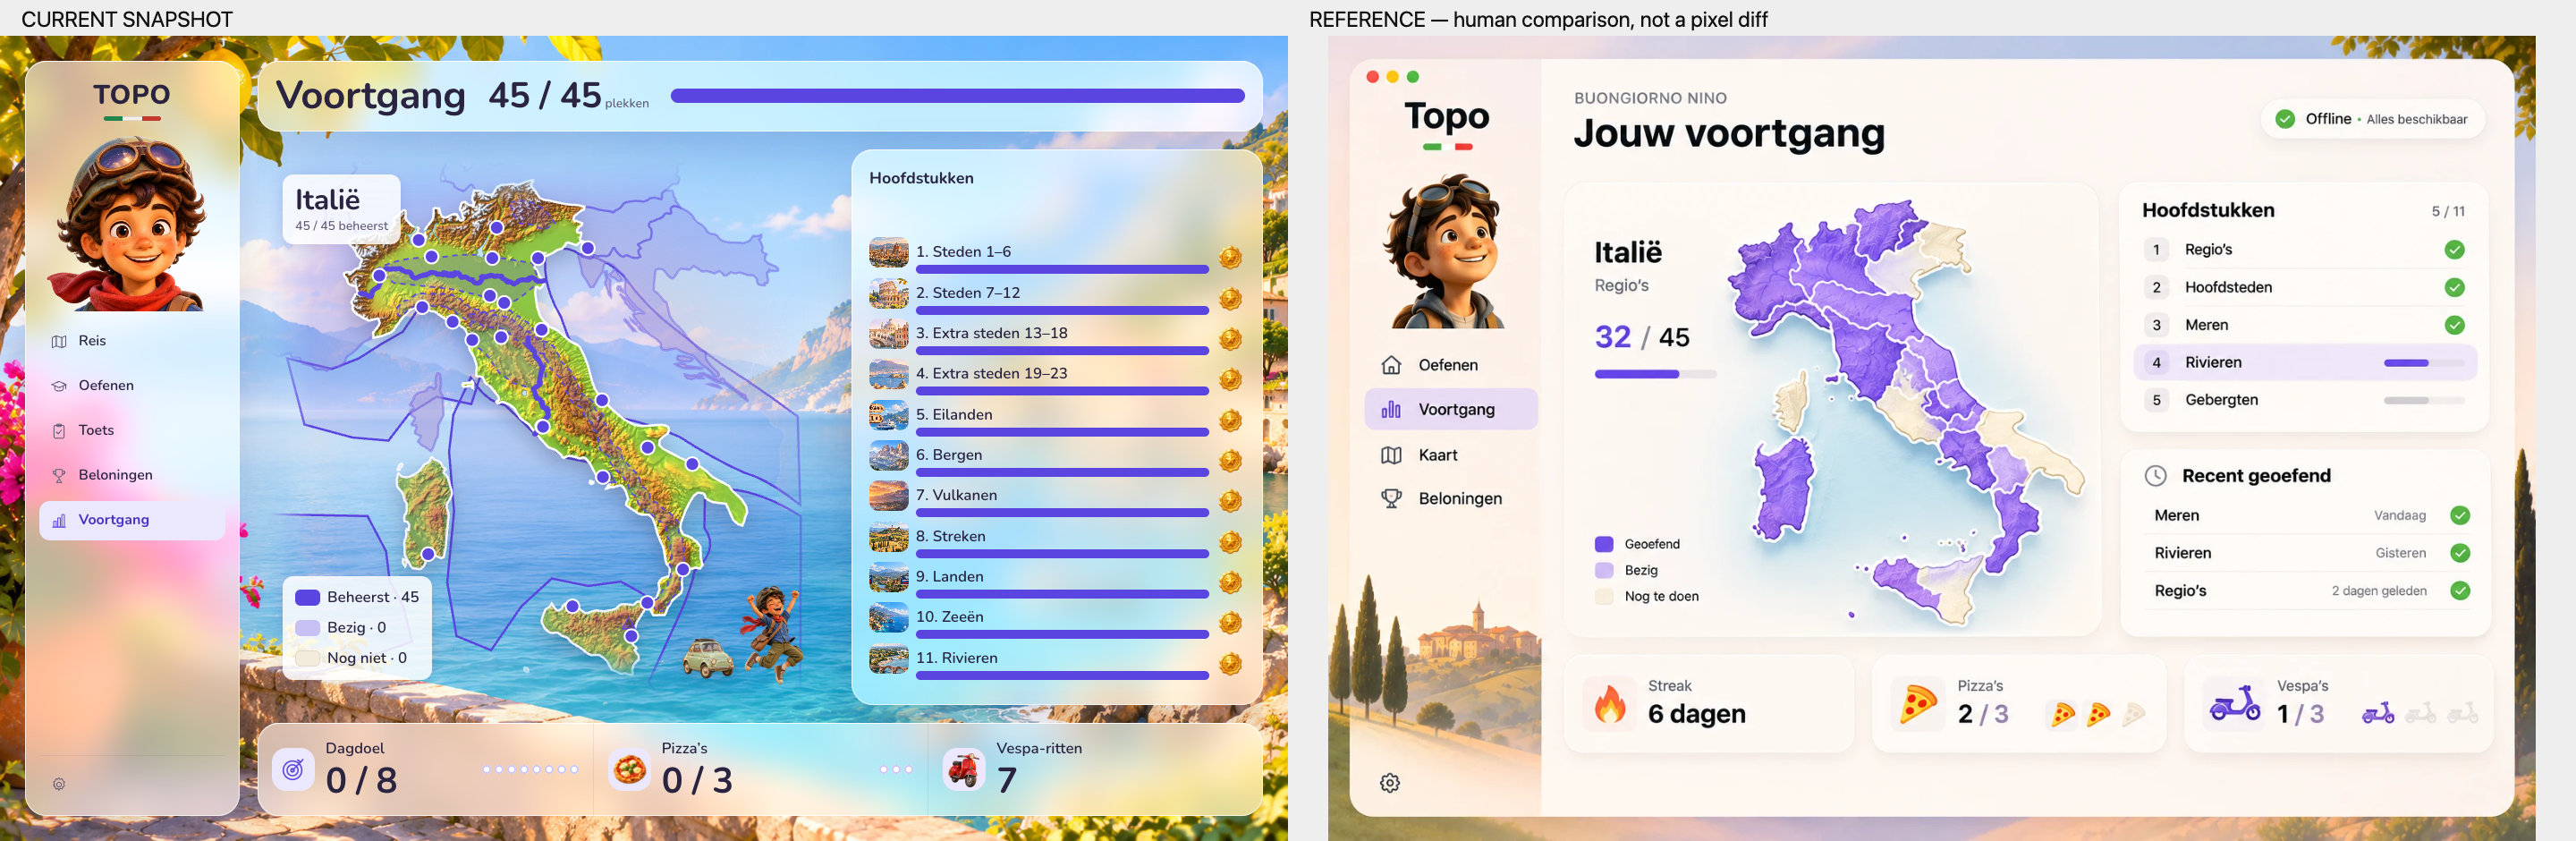 CURRENT SNAPSHOT
TOPO
Reis
Oefenen
Toets
Beloningen
Voortgang
Voortgang 45 / 45 plekken
Italië
45 / 45 beheerst
Beheerst · 45
Bezig · 0
Nog niet · 0
Hoofdstukken
1. Steden 1–6
2. Steden 7–12
3. Extra steden 13–18
4. Extra steden 19–23
5. Eilanden
6. Bergen
7. Vulkanen
8. Streken
9. Landen
10. Zeeën
11. Rivieren
Dagdoel
0 / 8
Pizza's
0 / 3
Vespa-ritten
7
REFERENCE — human comparison, not a pixel diff
Topo
Oefenen
Voortgang
Kaart
Beloningen
BUONGIORNO NINO
Jouw voortgang
Offline • Alles beschikbaar
Italië
Regio's
32 / 45
Geoefend
Bezig
Nog te doen
Hoofdstukken 5 / 11
1 Regio's
2 Hoofdsteden
3 Meren
4 Rivieren
5 Gebergten
Recent geoefend
Meren Vandaag
Rivieren Gisteren
Regio's 2 dagen geleden
Streak
6 dagen
Pizza's
2 / 3
Vespa's
1 / 3